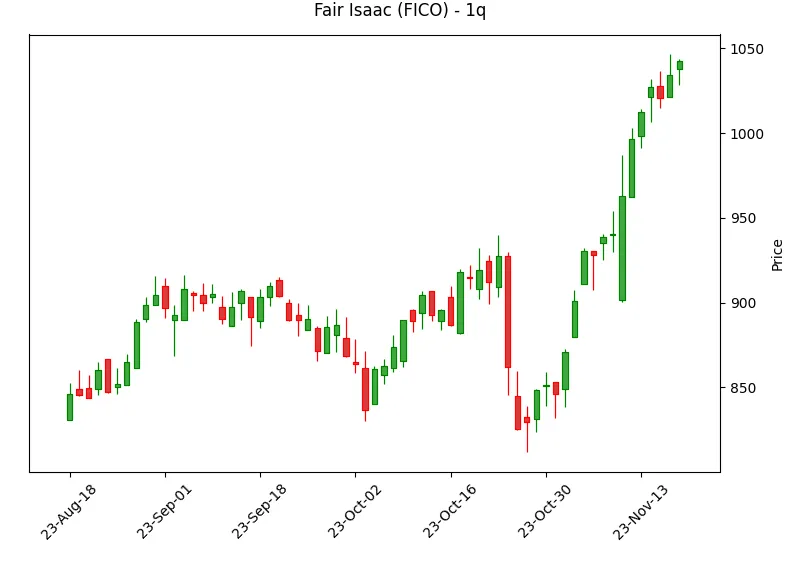 Fair Isaac (FICO) - 1q
1050
1000
950
900
850
Price
23-Aug-18
23-Sep-01
23-Sep-18
23-Oct-02
23-Oct-16
23-Oct-30
23-Nov-13